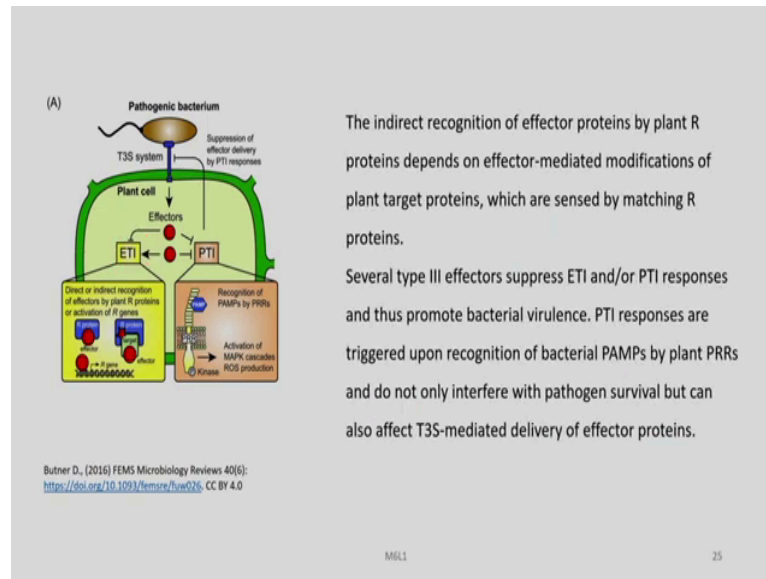 (A)
Pathogenic bacterium
T3S system
Suppression of
effector delivery
by PTI responses
Plant cell
Effectors
ETI
PTI
Direct or indirect recognition
of effectors by plant R proteins
or activation of R genes
R protein
R protein
target
effector
effector
R gene
Recognition of
PAMPs by PRRs
PAMP
PRR
Activation of
MAPK cascades
ROS production
Kinase
The indirect recognition of effector proteins by plant R
proteins depends on effector-mediated modifications of
plant target proteins, which are sensed by matching R
proteins.
Several type III effectors suppress ETI and/or PTI responses
and thus promote bacterial virulence. PTI responses are
triggered upon recognition of bacterial PAMPs by plant PRRs
and do not only interfere with pathogen survival but can
also affect T3S-mediated delivery of effector proteins.
Butner D., (2016) FEMS Microbiology Reviews 40(6):
https://doi.org/10.1093/femsre/fuw026. CC BY 4.0
M6L1
25